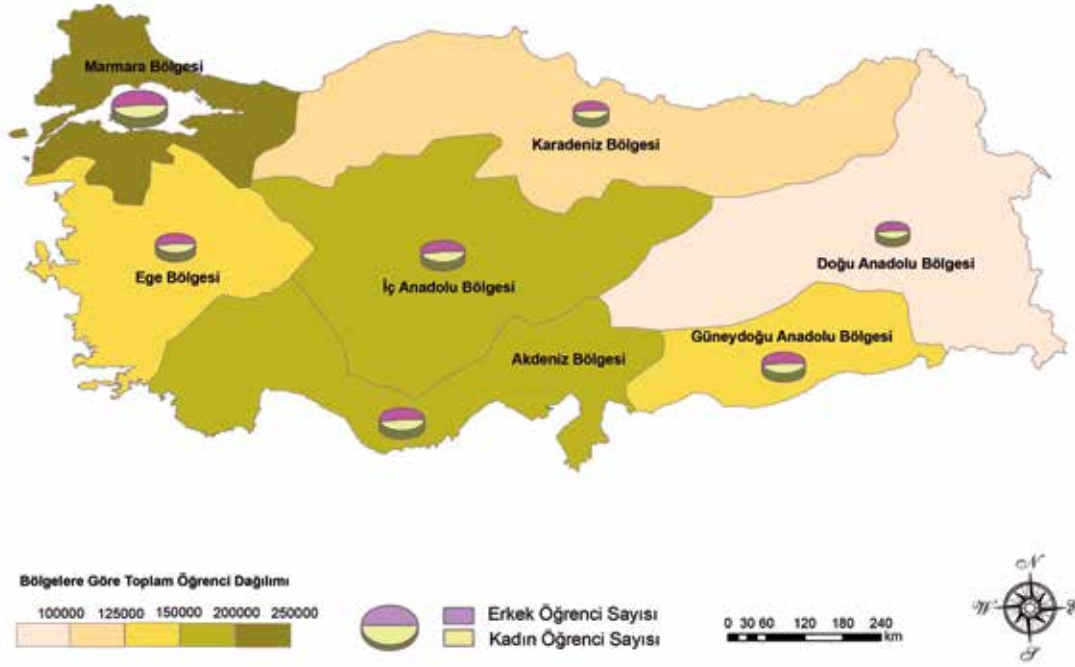 Marmara Bölgesi
Karadeniz Bölgesi
Ege Bölgesi
İç Anadolu Bölgesi
Doğu Anadolu Bölgesi
Güneydoğu Anadolu Bölgesi
Akdeniz Bölgesi
Bölgelere Göre Toplam Öğrenci Dağılımı
100000 125000 150000 200000 250000
Erkek Öğrenci Sayısı
Kadın Öğrenci Sayısı
0 30 60 120 180 240
km
N
W E
S